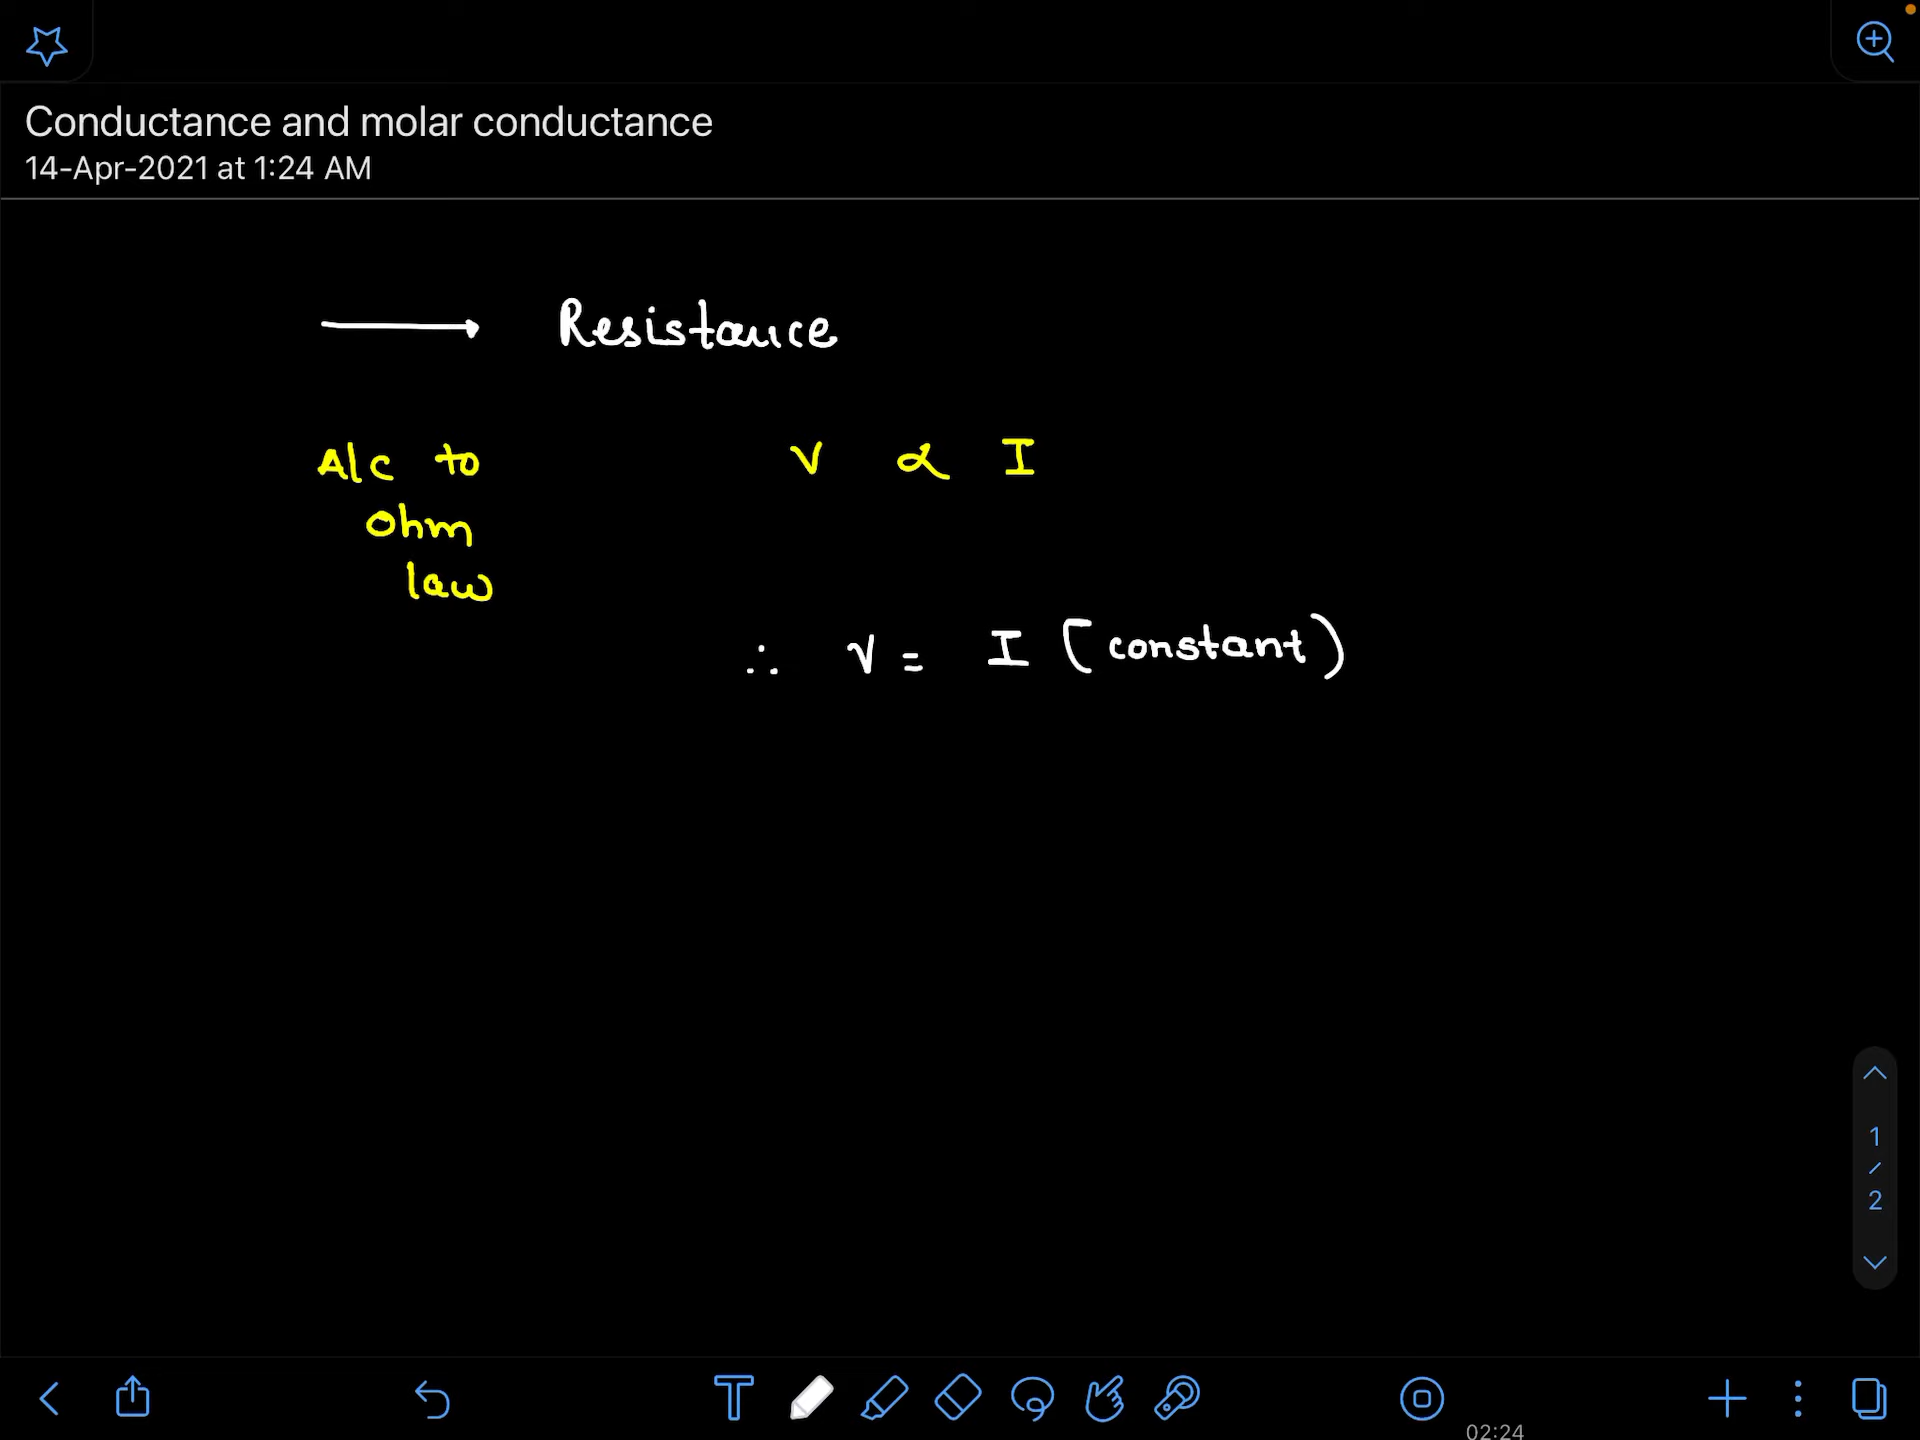 Conductance and molar conductance
14-Apr-2021 at 1:24 AM
Resistance
A/c to
V ∝ I
Ohm
law
∴ V = I (constant)
1
/
2
02:24